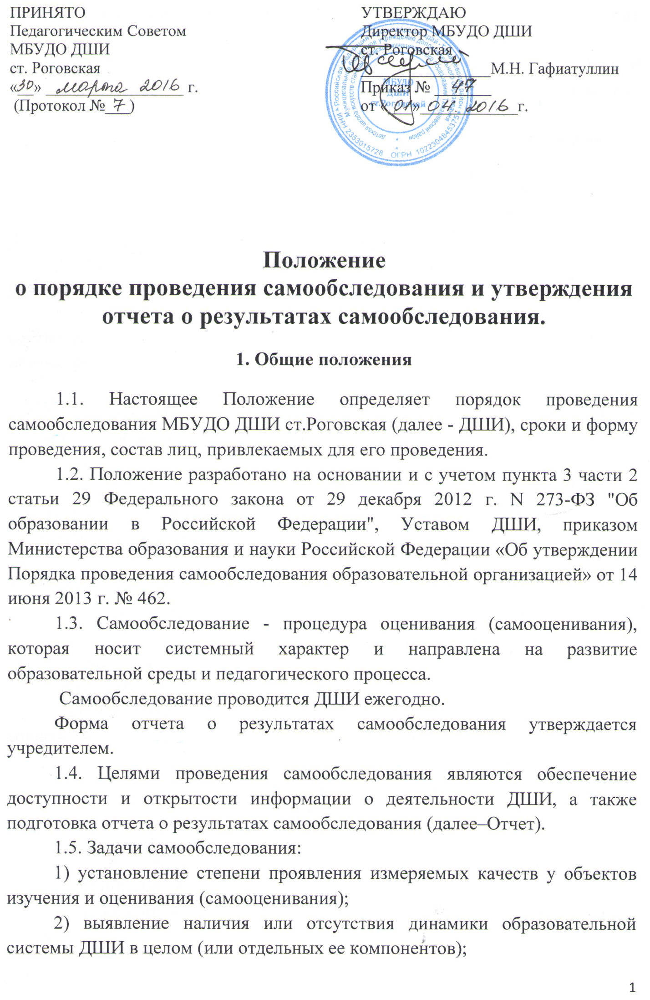 ПРИНЯТО
Педагогическим Советом
МБУДО ДШИ
ст. Роговская
«30» марта 2016 г.
(Протокол № 7)
УТВЕРЖДАЮ
Директор МБУДО ДШИ
ст. Роговская
М.Н. Гафиатуллин
Приказ № 47
от «01» 04. 2016 г.
МБУДО
ДШИ
ст.Роговской
ИНН 2353015728 ОГРН 1022304845375
Положение
о порядке проведения самообследования и утверждения
отчета о результатах самообследования.
1. Общие положения
1.1. Настоящее Положение определяет порядок проведения
самообследования МБУДО ДШИ ст.Роговская (далее - ДШИ), сроки и форму
проведения, состав лиц, привлекаемых для его проведения.
1.2. Положение разработано на основании и с учетом пункта 3 части 2
статьи 29 Федерального закона от 29 декабря 2012 г. N 273-ФЗ "Об
образовании в Российской Федерации", Уставом ДШИ, приказом
Министерства образования и науки Российской Федерации «Об утверждении
Порядка проведения самообследования образовательной организацией» от 14
июня 2013 г. № 462.
1.3. Самообследование - процедура оценивания (самооценивания),
которая носит системный характер и направлена на развитие
образовательной среды и педагогического процесса.
Самообследование проводится ДШИ ежегодно.
Форма отчета о результатах самообследования утверждается
учредителем.
1.4. Целями проведения самообследования являются обеспечение
доступности и открытости информации о деятельности ДШИ, а также
подготовка отчета о результатах самообследования (далее–Отчет).
1.5. Задачи самообследования:
1) установление степени проявления измеряемых качеств у объектов
изучения и оценивания (самооценивания);
2) выявление наличия или отсутствия динамики образовательной
системы ДШИ в целом (или отдельных ее компонентов);
1